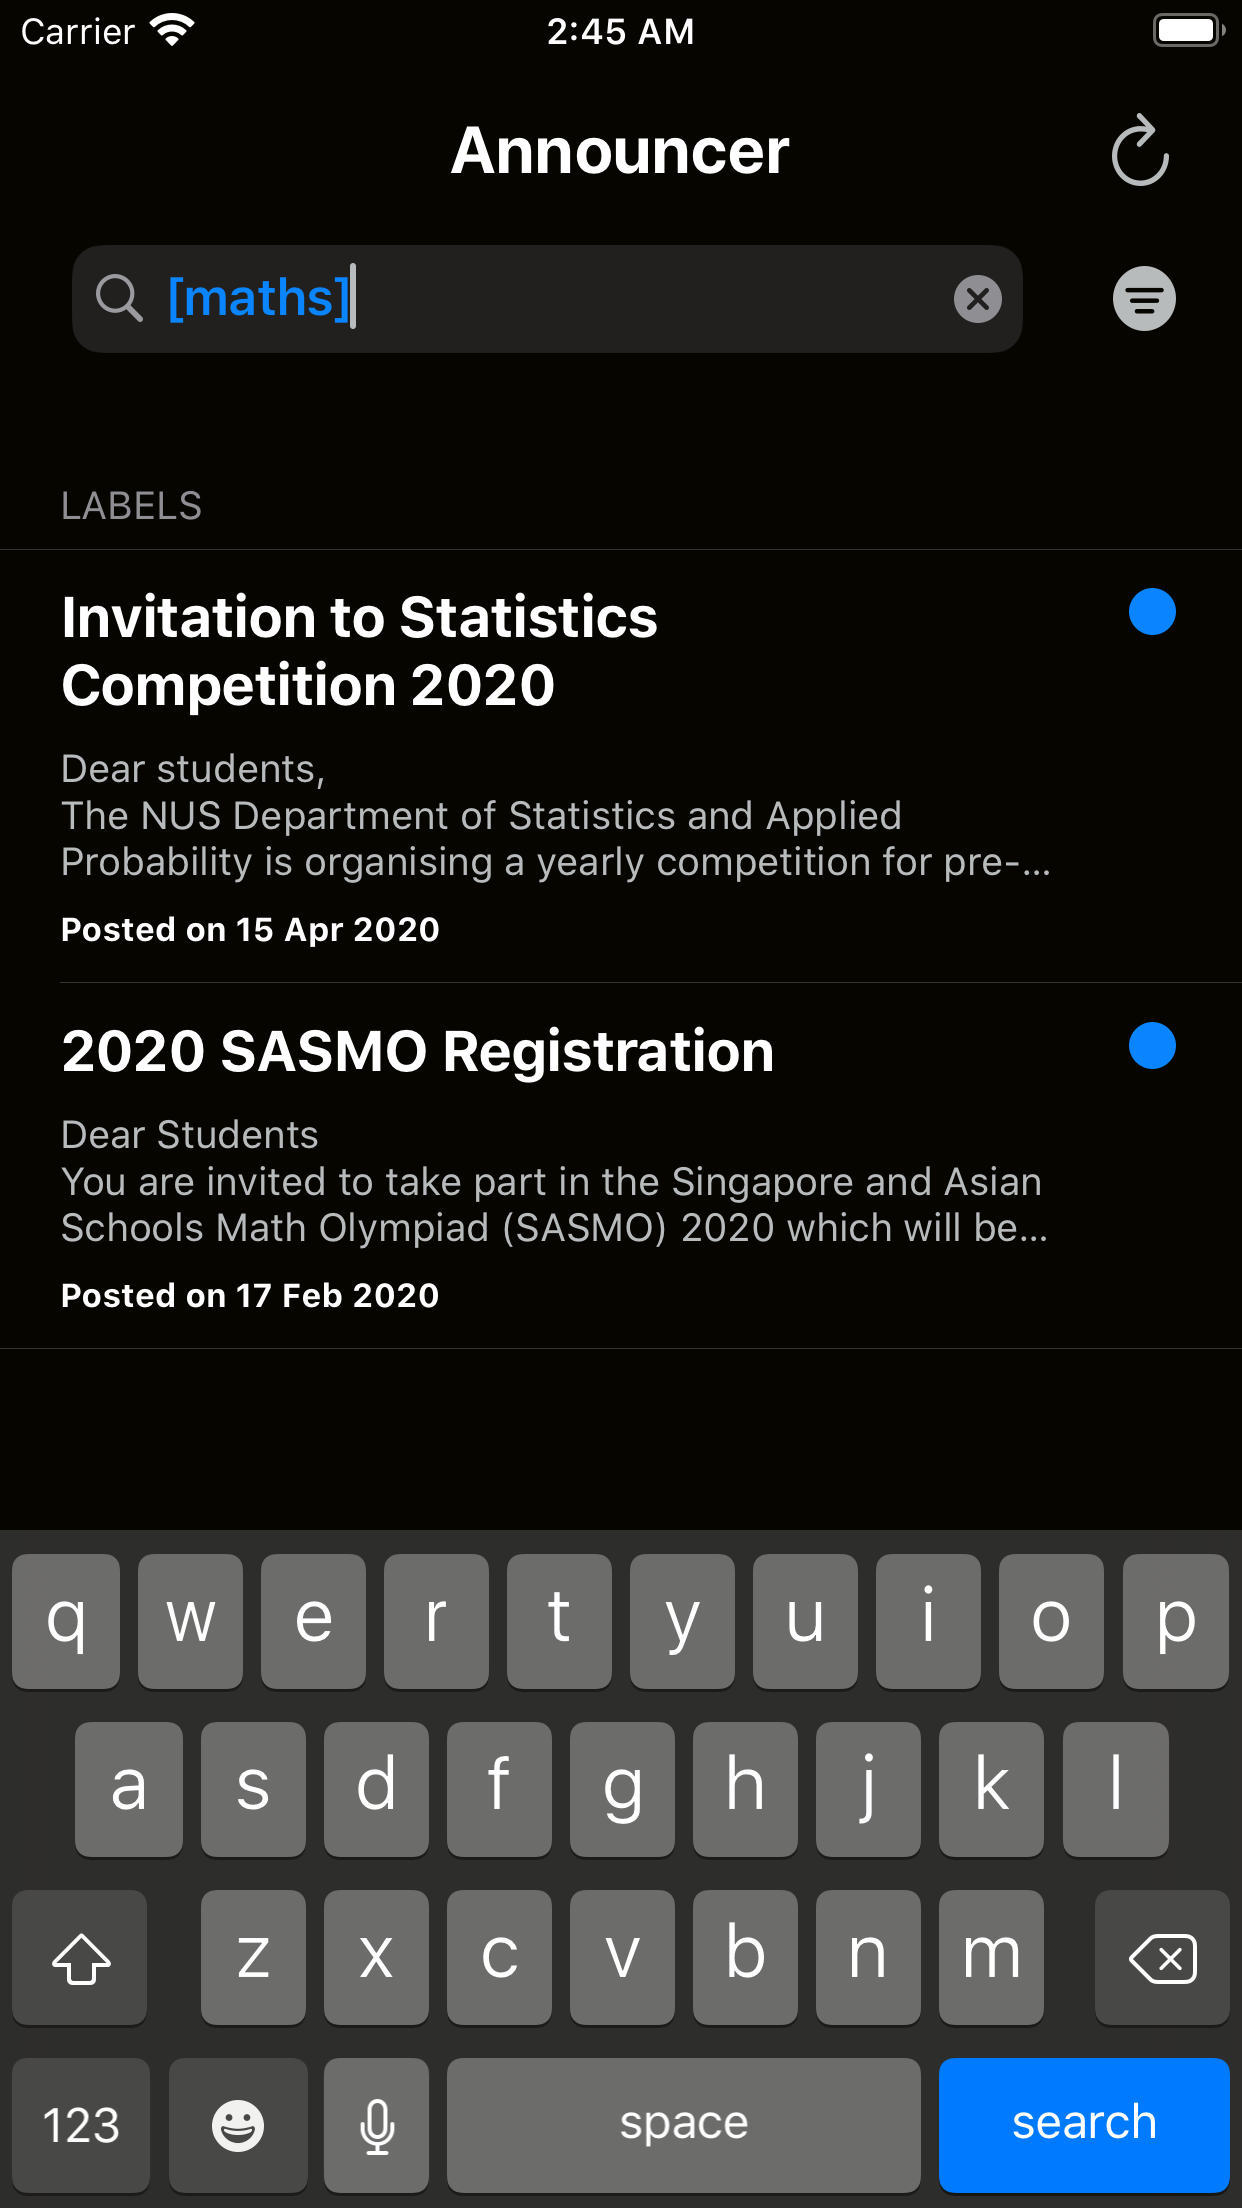 Carrier 2:45 AM
Announcer
[maths]
LABELS
Invitation to Statistics
Competition 2020
Dear students,
The NUS Department of Statistics and Applied
Probability is organising a yearly competition for pre-...
Posted on 15 Apr 2020
2020 SASMO Registration
Dear Students
You are invited to take part in the Singapore and Asian
Schools Math Olympiad (SASMO) 2020 which will be...
Posted on 17 Feb 2020
q w e r t y u i o p
a s d f g h j k l
z x c v b n m
123 space search